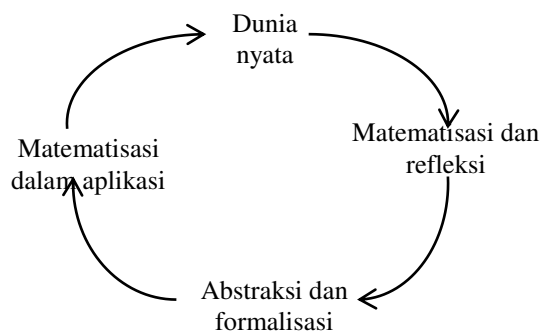 Dunia
nyata
Matematisasi dan
refleksi
Abstraksi dan
formalisasi
Matematisasi
dalam aplikasi